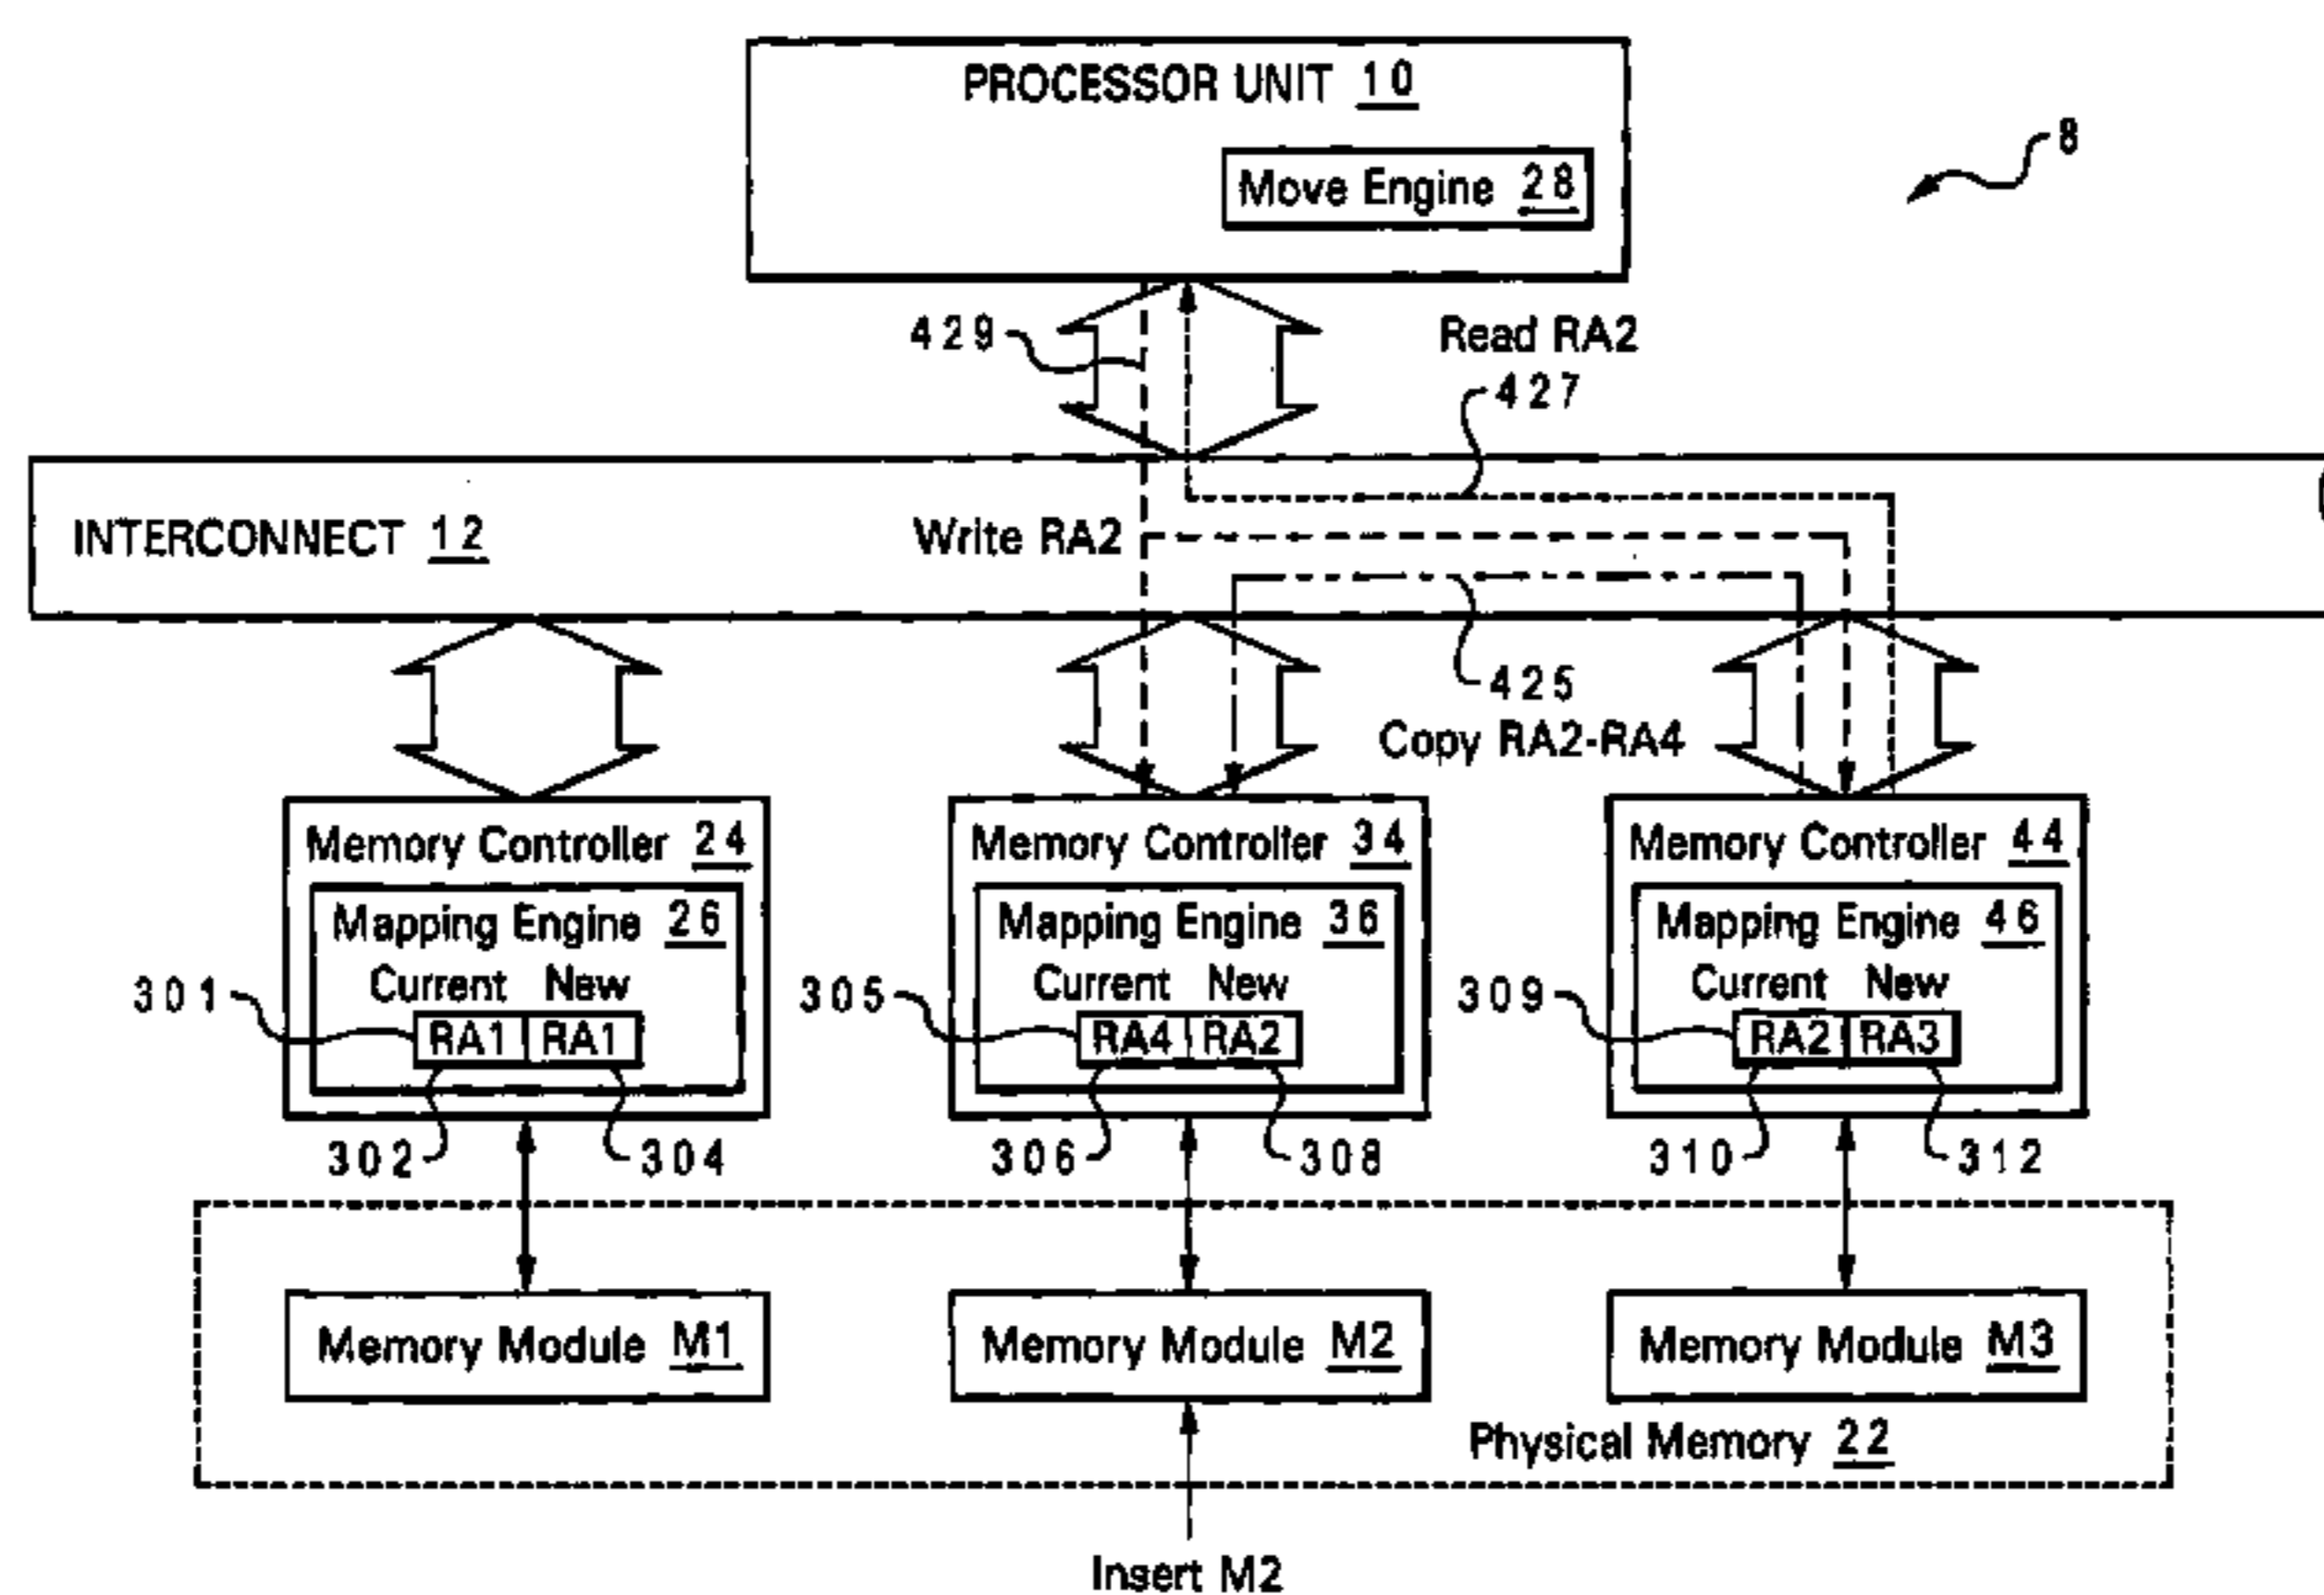 PROCESSOR UNIT 10
8
Move Engine 28
429
Read RA2
427
INTERCONNECT 12
Write RA2
425
Copy RA2-RA4
Memory Controller 24
Memory Controller 34
Memory Controller 44
Mapping Engine 26
Mapping Engine 36
Mapping Engine 46
Current New
Current New
Current New
301
305
309
RA1 RA1
RA4 RA2
RA2 RA3
302
304
306
308
310
312
Memory Module M1
Memory Module M2
Memory Module M3
Physical Memory 22
Insert M2